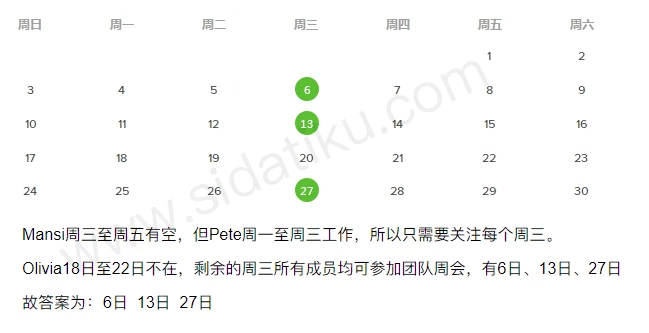 周日 周一 周二 周三 周四 周五 周六
1 2
3 4 5 6 7 8 9
10 11 12 13 14 15 16
17 18 19 20 21 22 23
24 25 26 27 28 29 30
Mansi周三至周五有空，但Pete周一至周三工作，所以只需要关注每个周三。
Olivia18日至22日不在，剩余的周三所有成员均可参加团队周会，有6日、13日、27日
故答案为：6日 13日 27日
www.sidatiku.com